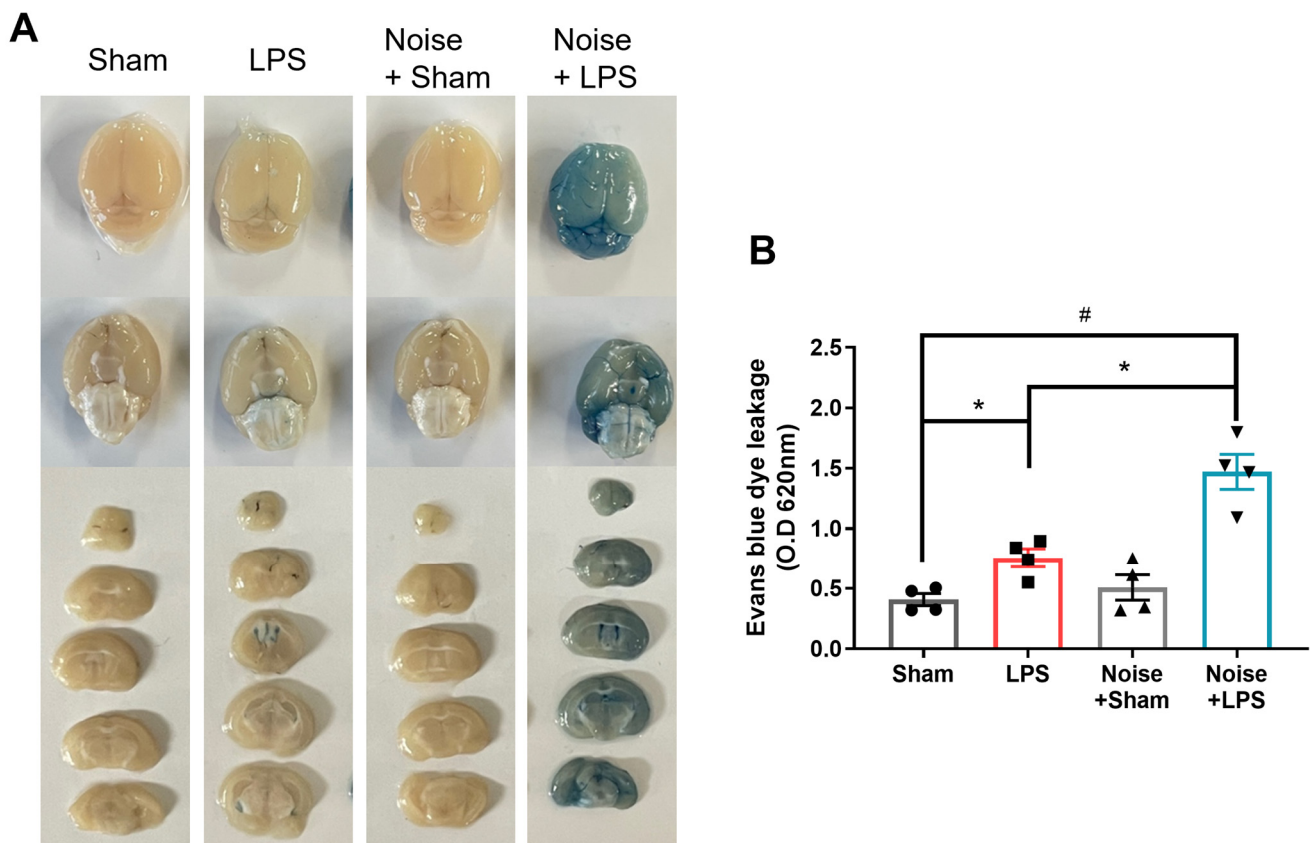 A
Sham
LPS
Noise
+ Sham
Noise
+ LPS
B
Evans blue dye leakage
(O.D 620nm)
2.5
2.0
1.5
1.0
0.5
0.0
#
*
*
Sham
LPS
Noise
+Sham
Noise
+LPS